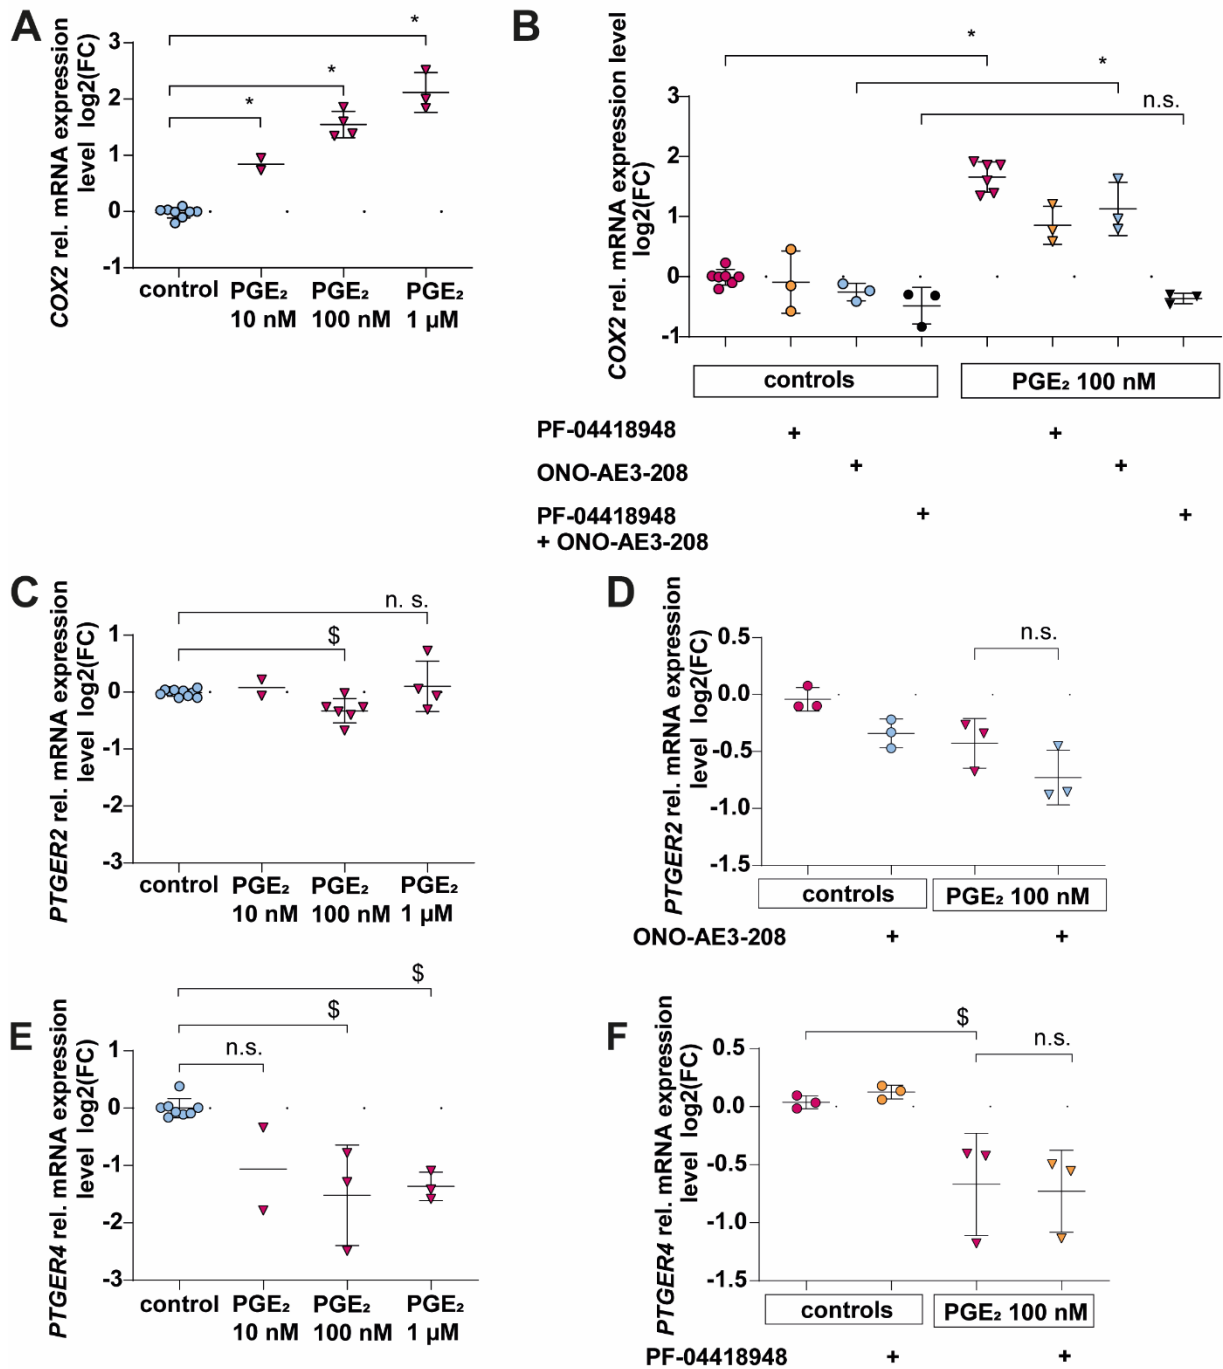 A
COX2 rel. mRNA expression
level log2(FC)
3
2
1
0
-1
*
*
*
control
PGE₂
10 nM
PGE₂
100 nM
PGE₂
1 µM
B
COX2 rel. mRNA expression level
log2(FC)
3
2
1
0
-1
*
*
n.s.
controls
PGE₂ 100 nM
PF-04418948
+
+
ONO-AE3-208
+
+
PF-04418948
+ ONO-AE3-208
+
+
C
PTGER2 rel. mRNA expression
level log2(FC)
1
0
-1
-2
-3
n. s.
$
control
PGE₂
10 nM
PGE₂
100 nM
PGE₂
1 µM
D
PTGER2 rel. mRNA expression
level log2(FC)
0.5
0.0
-0.5
-1.0
-1.5
n.s.
controls
PGE₂ 100 nM
ONO-AE3-208
+
+
E
PTGER4 rel. mRNA expression
level log2(FC)
1
0
-1
-2
-3
$
$
n.s.
control
PGE₂
10 nM
PGE₂
100 nM
PGE₂
1 µM
F
PTGER4 rel. mRNA expression
level log2(FC)
0.5
0.0
-0.5
-1.0
-1.5
$
n.s.
controls
PGE₂ 100 nM
PF-04418948
+
+